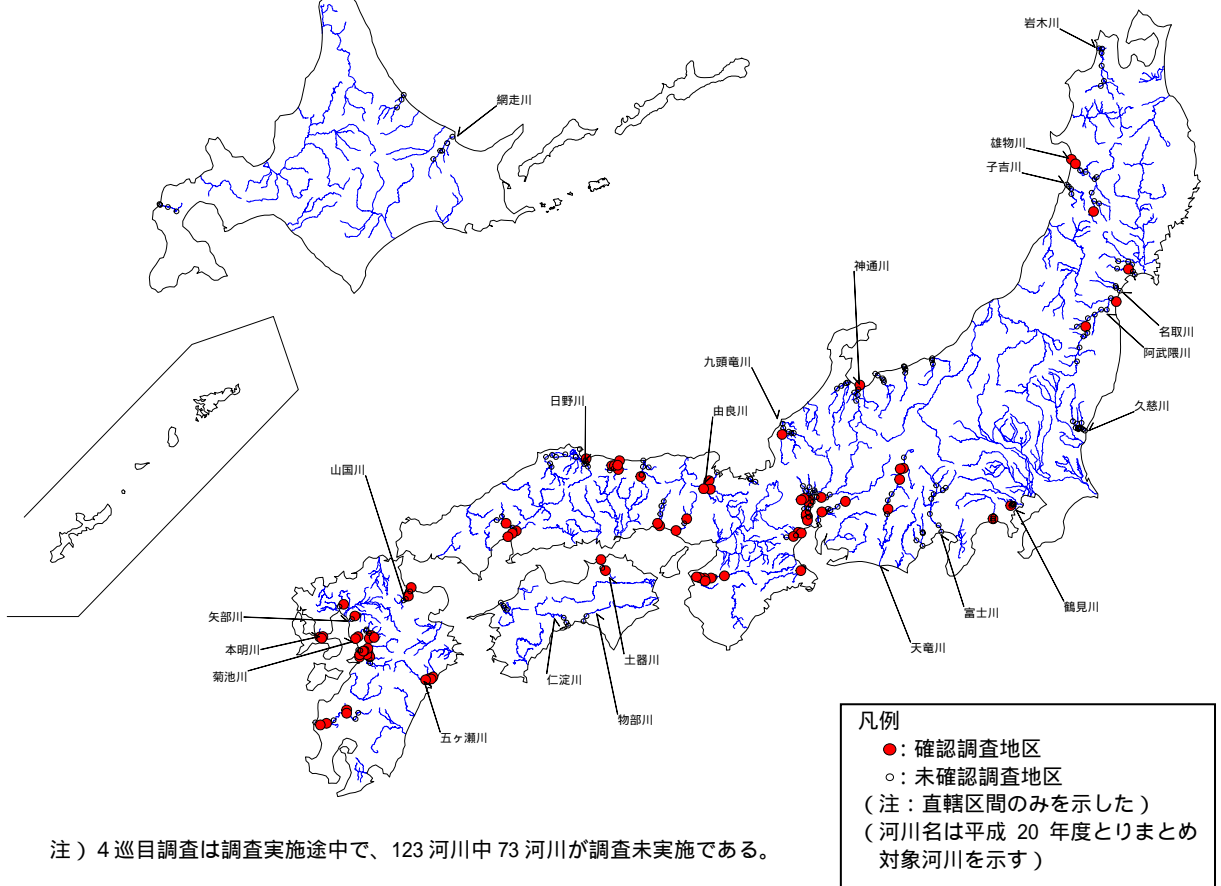 岩木川
網走川
雄物川
子吉川
神通川
名取川
阿武隈川
九頭竜川
日野川
由良川
久慈川
山国川
矢部川
本明川
菊池川
富士川
鶴見川
天竜川
土器川
仁淀川
物部川
五ヶ瀬川
凡例
●：確認調査地区
○：未確認調査地区
（注：直轄区間のみを示した）
（河川名は平成 20 年度とりまとめ
対象河川を示す）
注）４巡目調査は調査実施途中で、123 河川中 73 河川が調査未実施である。